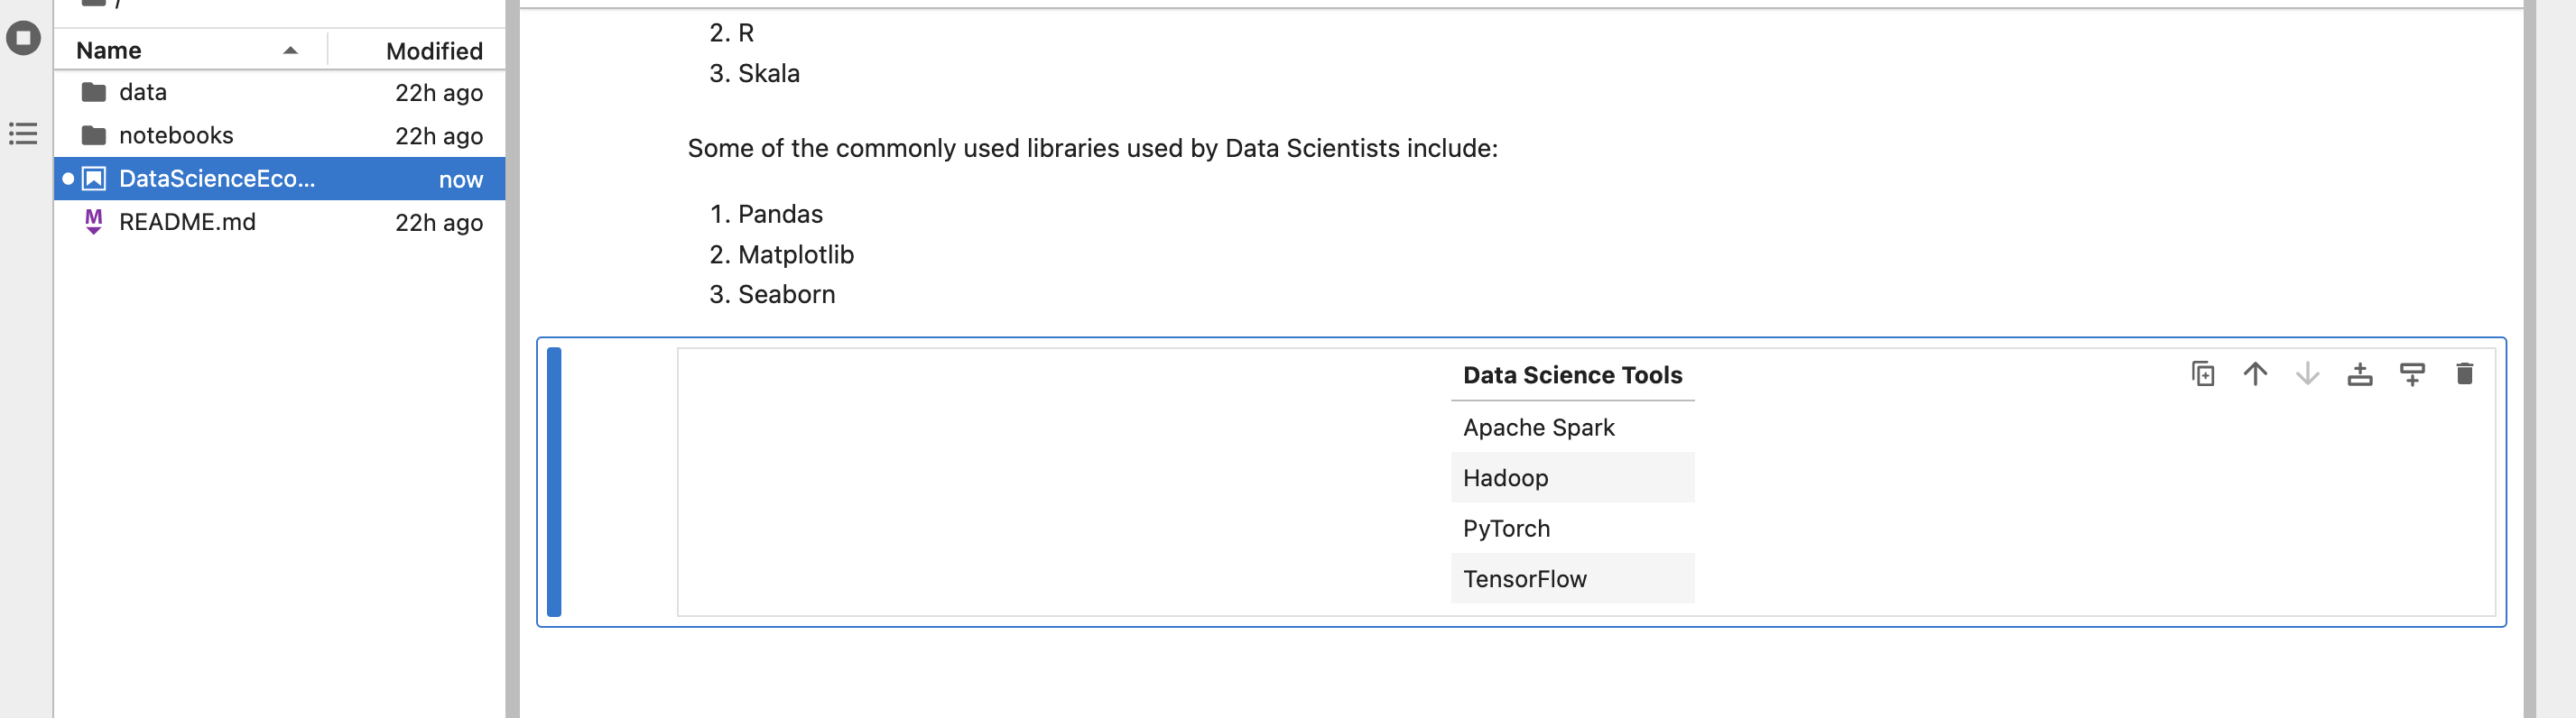 /
Name Modified
data 22h ago
notebooks 22h ago
DataScienceEco... now
README.md 22h ago
2. R
3. Skala
Some of the commonly used libraries used by Data Scientists include:
1. Pandas
2. Matplotlib
3. Seaborn
Data Science Tools
Apache Spark
Hadoop
PyTorch
TensorFlow